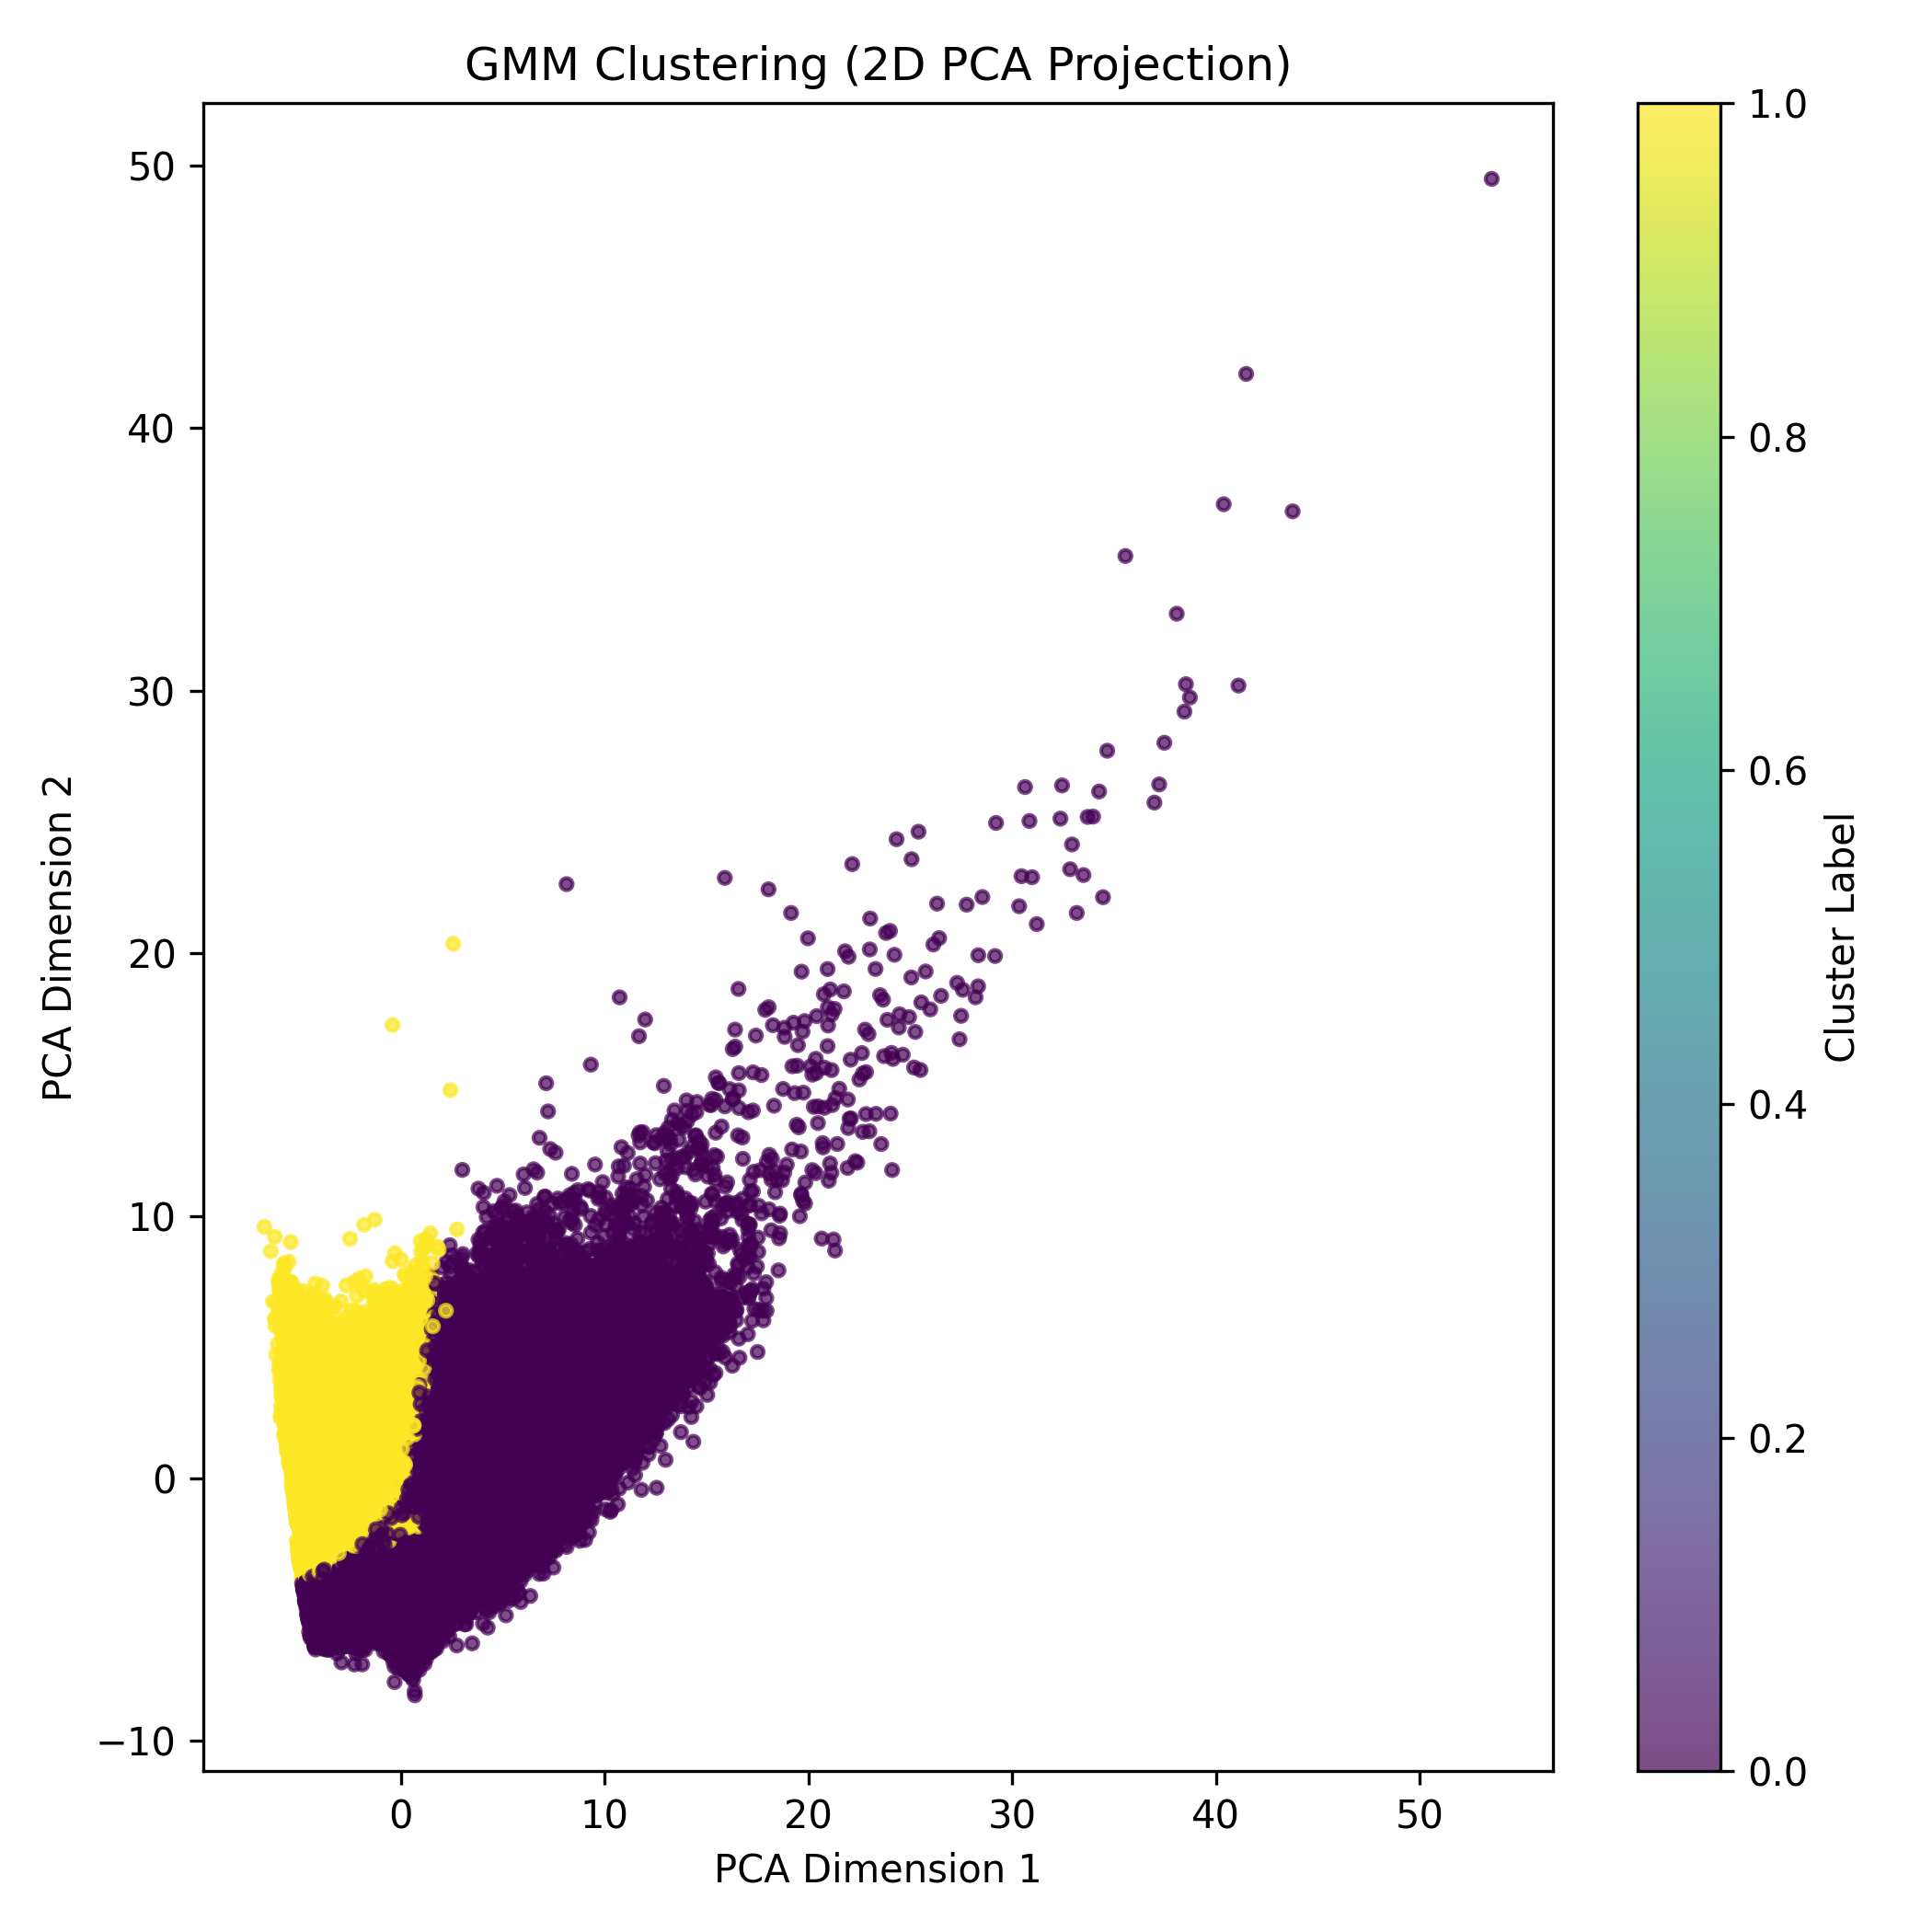 GMM Clustering (2D PCA Projection)
50
40
30
20
10
0
−10
PCA Dimension 2
0 10 20 30 40 50
PCA Dimension 1
1.0
0.8
0.6
0.4
0.2
0.0
Cluster Label